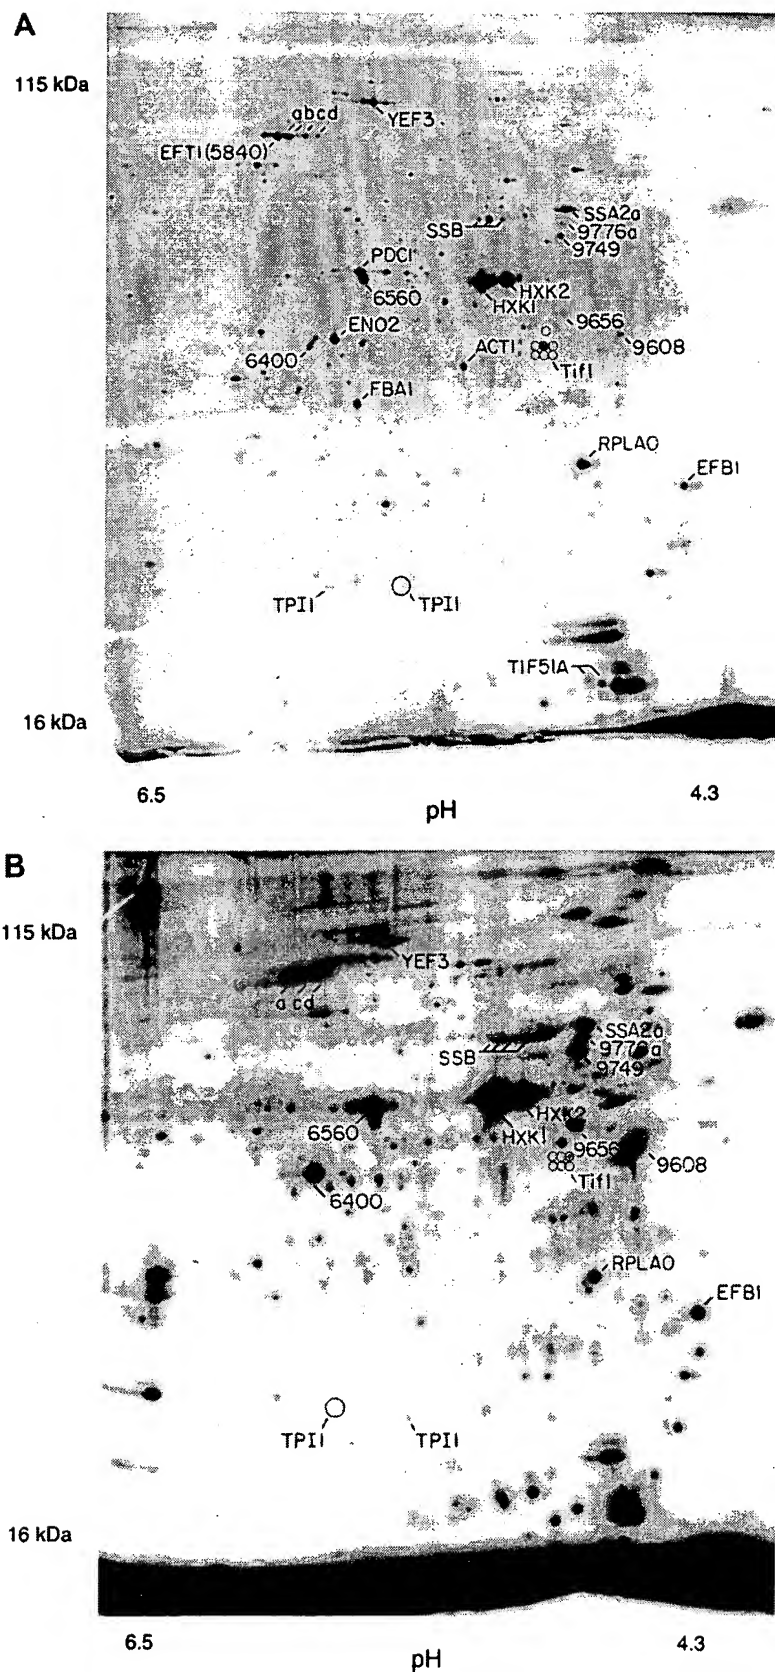 A
115 kDa
abcd
YEF3
EFT1(5840)
SSA2a
SSB
9776a
9749
PDC1
HXK2
6560
HXK1
ENO2
9656
6400
ACT1
9608
Tif1
FBA1
RPLA0
EFB1
TPI1
TPI1
TIF51A
16 kDa
6.5
pH
4.3
B
115 kDa
YEF3
a cd
SSA2a
SSB
9776a
9749
HXK2
6560
HXK1
9656
9608
Tif1
6400
RPLA0
EFB1
TPI1
TPI1
16 kDa
6.5
pH
4.3